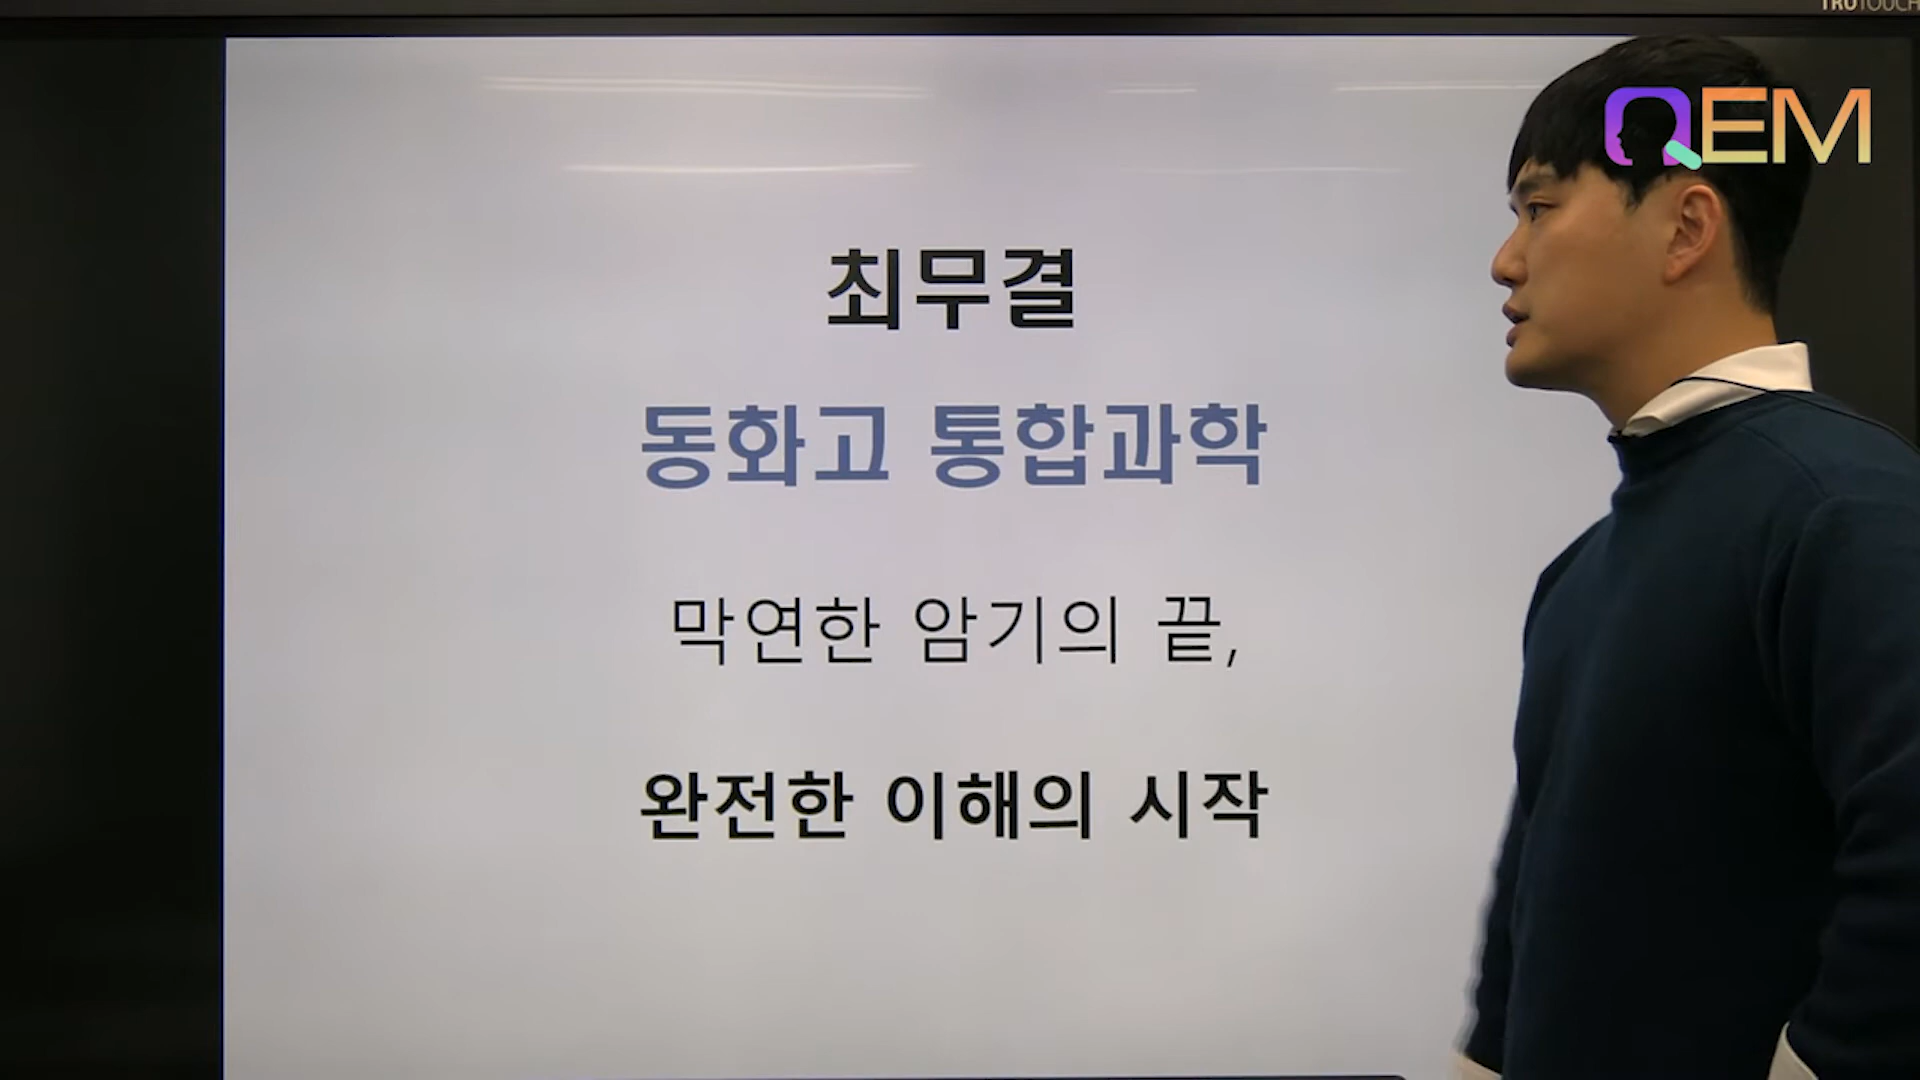 TRUTOUCH
QEM
최무결
동화고 통합과학
막연한 암기의 끝,
완전한 이해의 시작